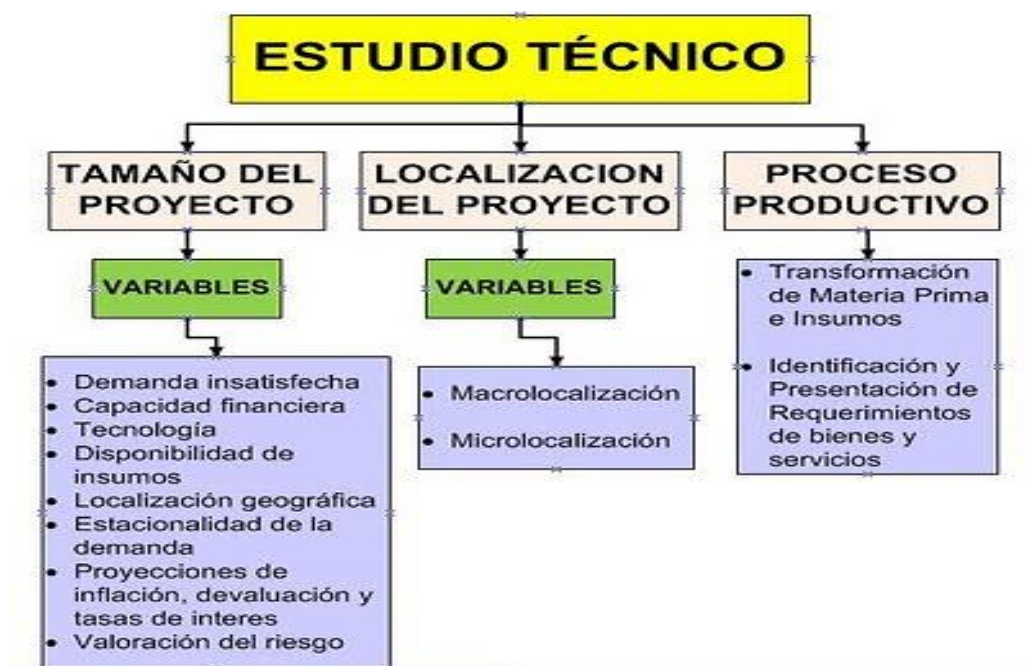 ESTUDIO TÉCNICO
TAMAÑO DEL
PROYECTO
VARIABLES
• Demanda insatisfecha
• Capacidad financiera
• Tecnología
• Disponibilidad de
insumos
• Localización geográfica
• Estacionalidad de la
demanda
• Proyecciones de
inflación, devaluación y
tasas de interes
• Valoración del riesgo
LOCALIZACION
DEL PROYECTO
VARIABLES
• Macrolocalización
• Microlocalización
PROCESO
PRODUCTIVO
• Transformación
de Materia Prima
e Insumos
• Identificación y
Presentación de
Requerimientos
de bienes y
servicios